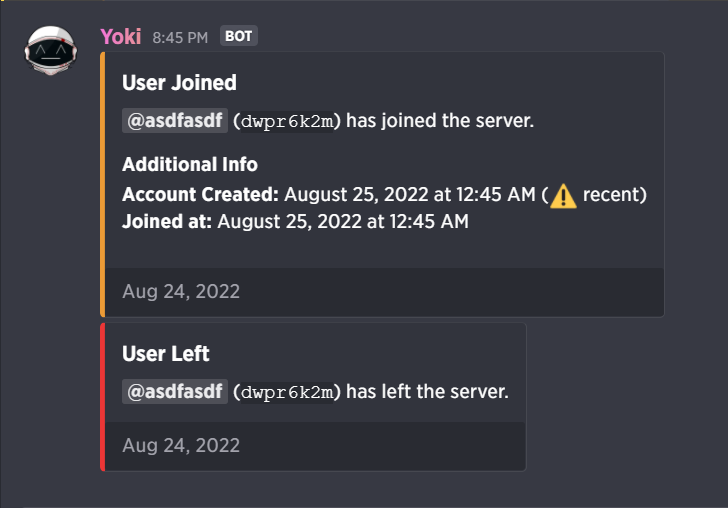 Yoki 8:45 PM BOT
User Joined
@asdfasdf (dwpr6k2m) has joined the server.
Additional Info
Account Created: August 25, 2022 at 12:45 AM (⚠️ recent)
Joined at: August 25, 2022 at 12:45 AM
Aug 24, 2022
User Left
@asdfasdf (dwpr6k2m) has left the server.
Aug 24, 2022